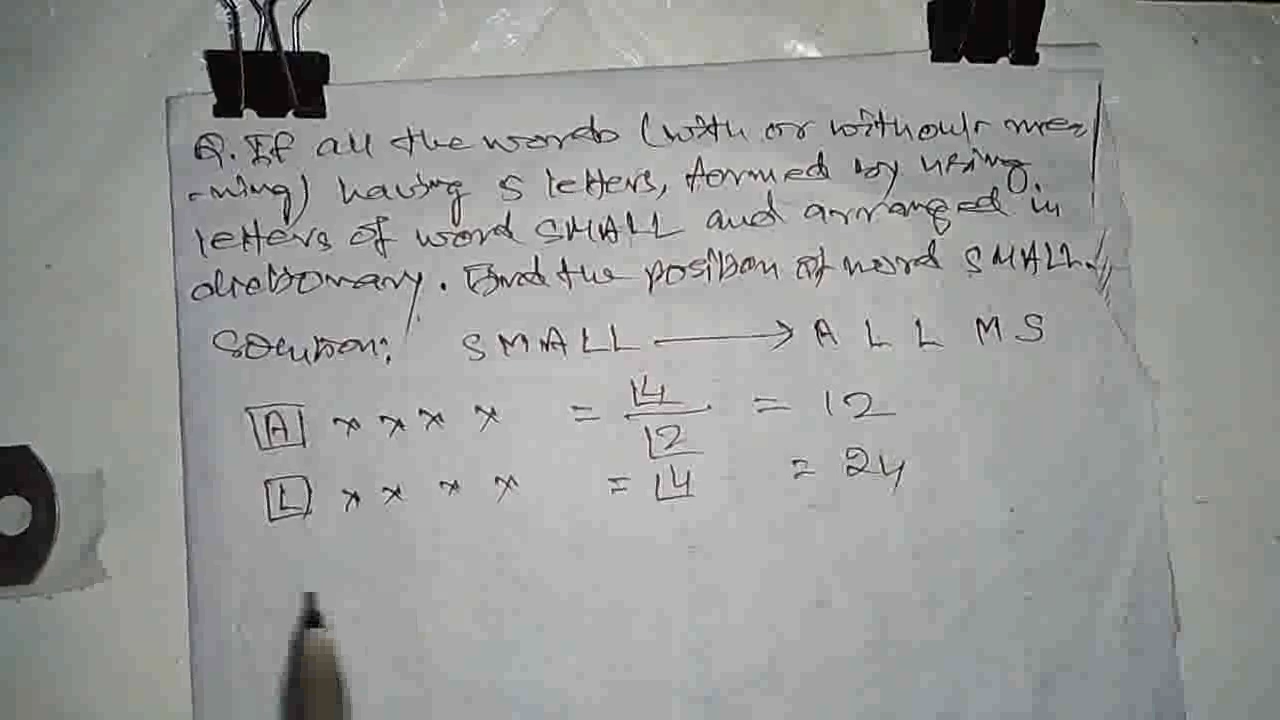 Q. If all the words (with or without mea
-ning) having 5 letters, formed by using
letters of word SMALL and arranged in
dictionary. Find the position of word SMALL.
Solution: SMALL → A L L M S
A * * * * = ⌊4 / ⌊2 = 12
L * * * * = ⌊4 = 24